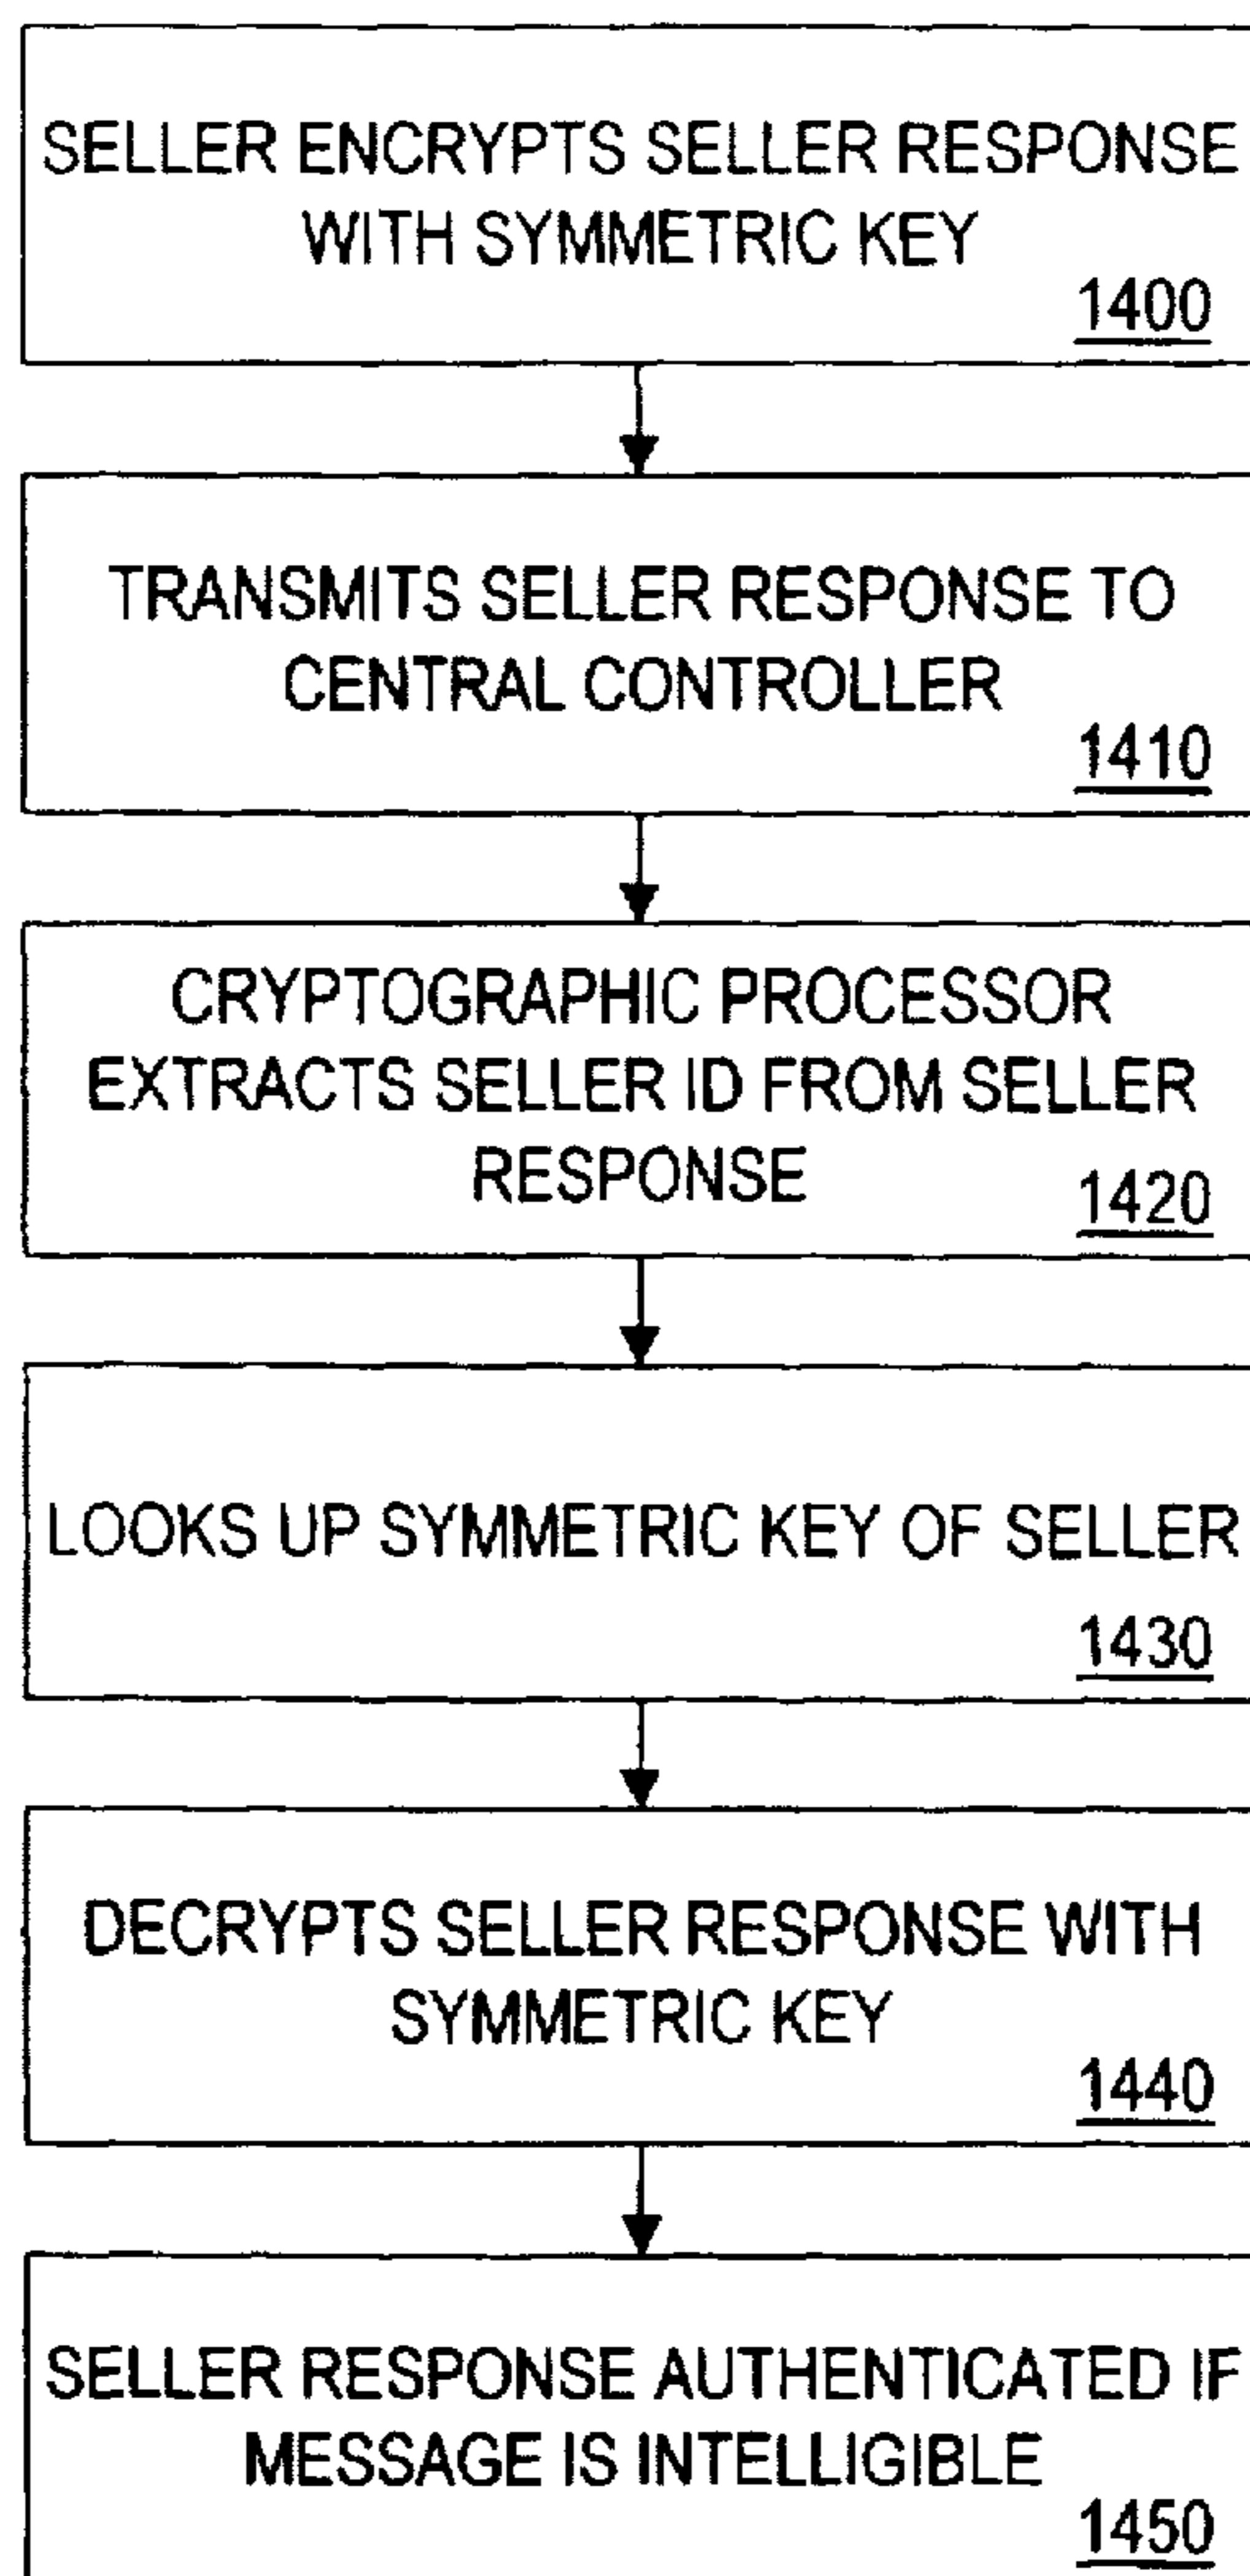 SELLER ENCRYPTS SELLER RESPONSE
WITH SYMMETRIC KEY
1400
TRANSMITS SELLER RESPONSE TO
CENTRAL CONTROLLER
1410
CRYPTOGRAPHIC PROCESSOR
EXTRACTS SELLER ID FROM SELLER
RESPONSE
1420
LOOKS UP SYMMETRIC KEY OF SELLER
1430
DECRYPTS SELLER RESPONSE WITH
SYMMETRIC KEY
1440
SELLER RESPONSE AUTHENTICATED IF
MESSAGE IS INTELLIGIBLE
1450